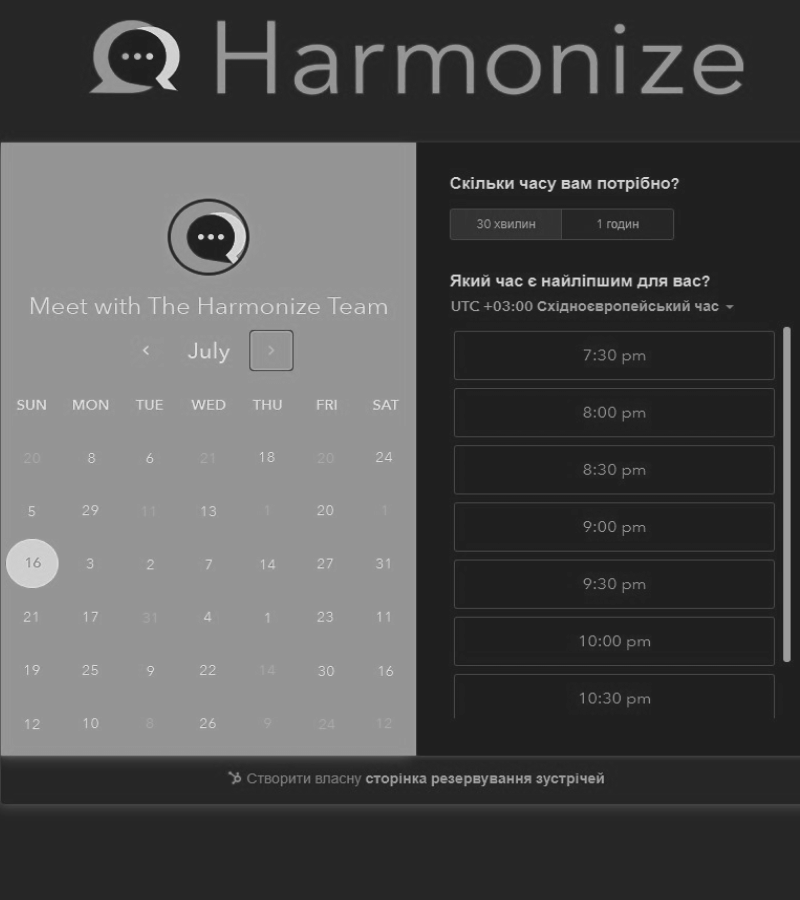 Harmonize
Meet with The Harmonize Team
July
SUN MON TUE WED THU FRI SAT
20 8 6 21 18 20 24
5 29 11 13 1 20 1
16 3 2 7 14 27 31
21 17 31 4 1 23 11
19 25 9 22 14 30 16
12 10 8 26 9 24 12
Скільки часу вам потрібно?
30 хвилин 1 годин
Який час є найліпшим для вас?
UTC +03:00 Східноєвропейський час
7:30 pm
8:00 pm
8:30 pm
9:00 pm
9:30 pm
10:00 pm
10:30 pm
Створити власну сторінка резервування зустрічей